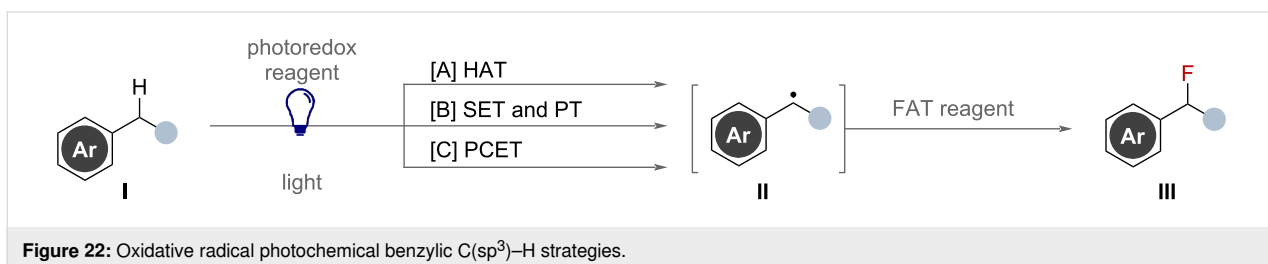 photoredox
reagent
[A] HAT
[B] SET and PT
[C] PCET
light
H
Ar
I
•
Ar
II
FAT reagent
F
Ar
III
Figure 22: Oxidative radical photochemical benzylic C(sp³)–H strategies.